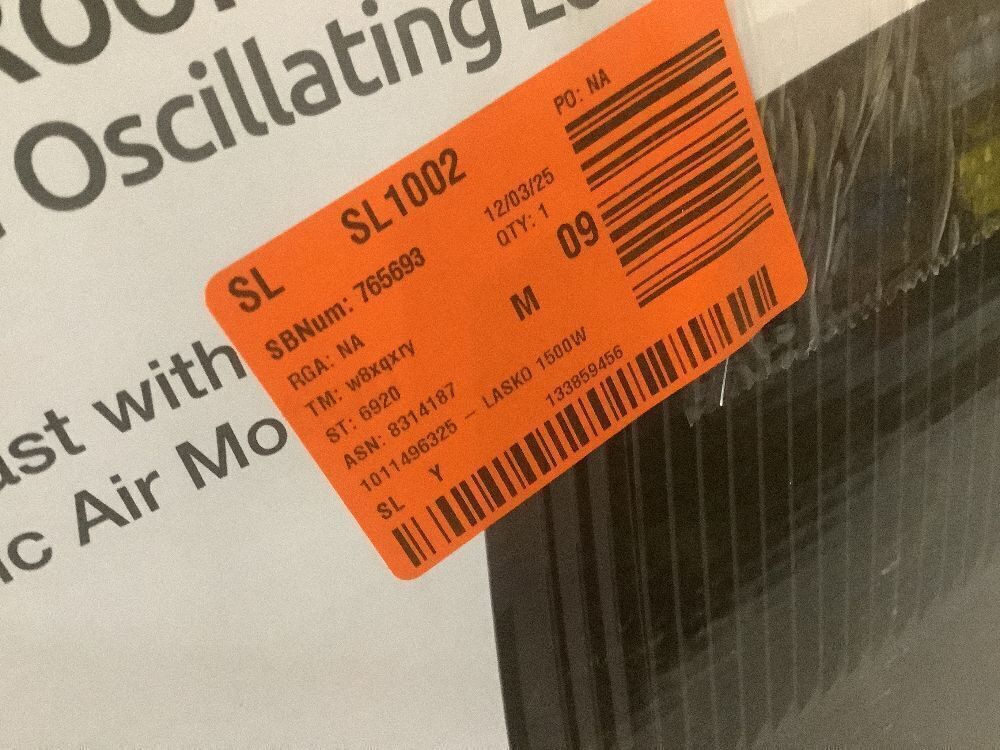 Oscillating
ast with
ic Air Mo
SL SL1002 PO: NA
SBNum: 765693 12/03/25
RGA: NA QTY: 1
TM: w8xqxry 09
ST: 6920 M
ASN: 8314187
1011496325 – LASKO 1500W
SL Y 133859456